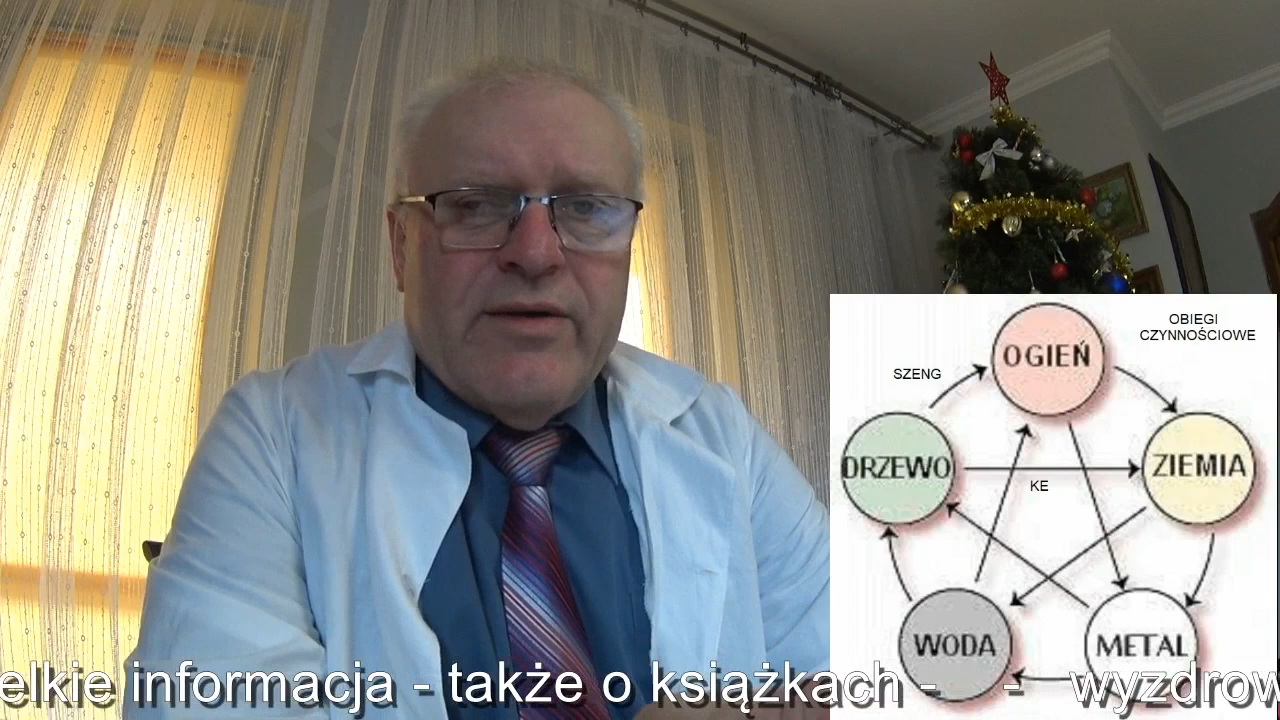 OBIEGI
CZYNNOŚCIOWE
OGIEŃ
SZENG
DRZEWO
ZIEMIA
KE
WODA
METAL
elkie informacja - także o książkach - - wyzdrow